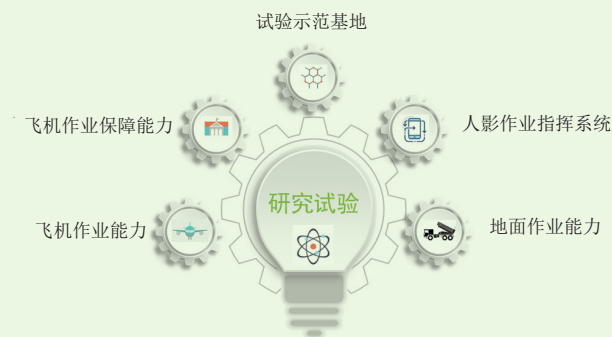 试验示范基地
飞机作业保障能力
人影作业指挥系统
研究试验
飞机作业能力
地面作业能力